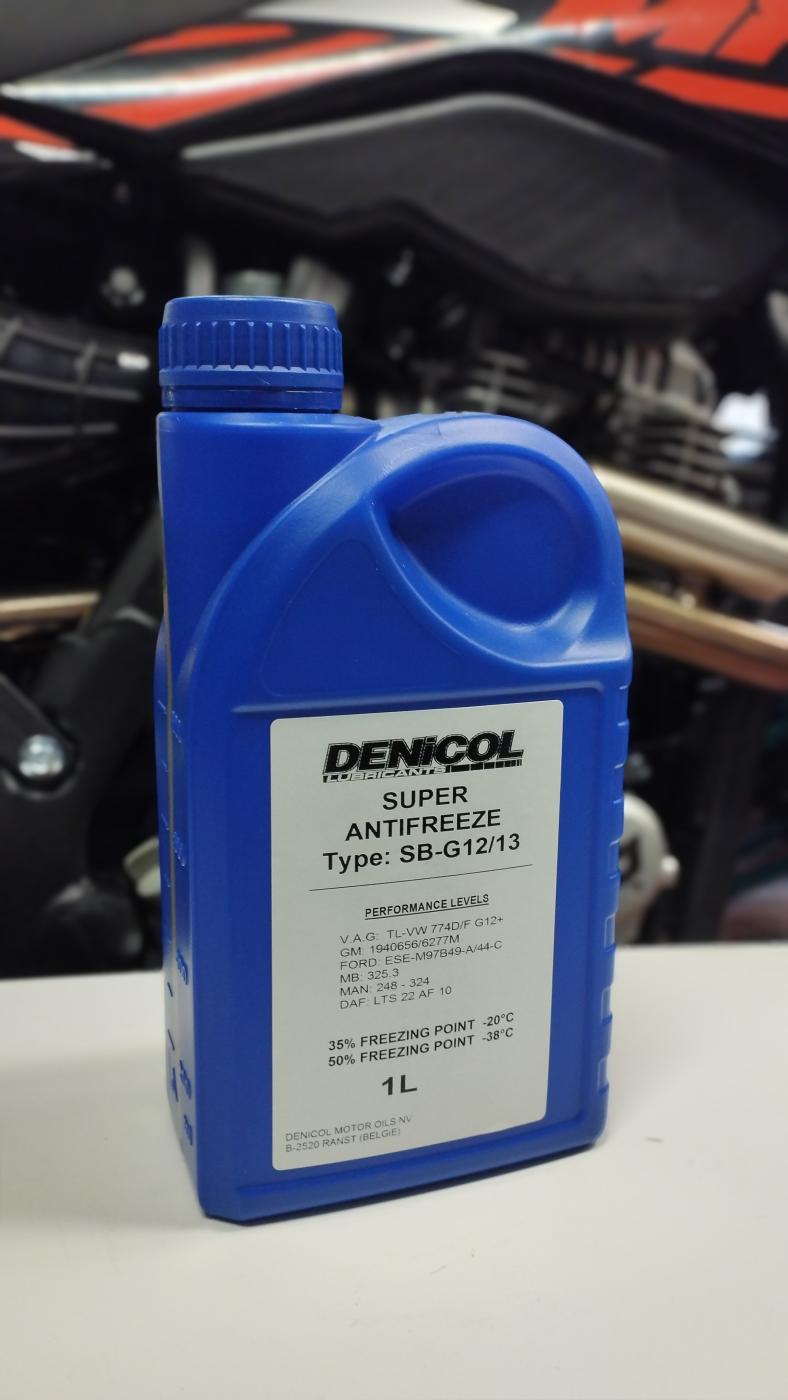 DENiCOL
LUBRICANTS
SUPER
ANTIFREEZE
Type: SB-G12/13
PERFORMANCE LEVELS
V.A.G: TL-VW 774D/F G12+
GM: 1940656/6277M
FORD: ESE-M97B49-A/44-C
MB: 325.3
MAN: 248 - 324
DAF: LTS 22 AF 10
35% FREEZING POINT -20°C
50% FREEZING POINT -38°C
1L
DENICOL MOTOR OILS NV
B-2520 RANST (BELGIE)